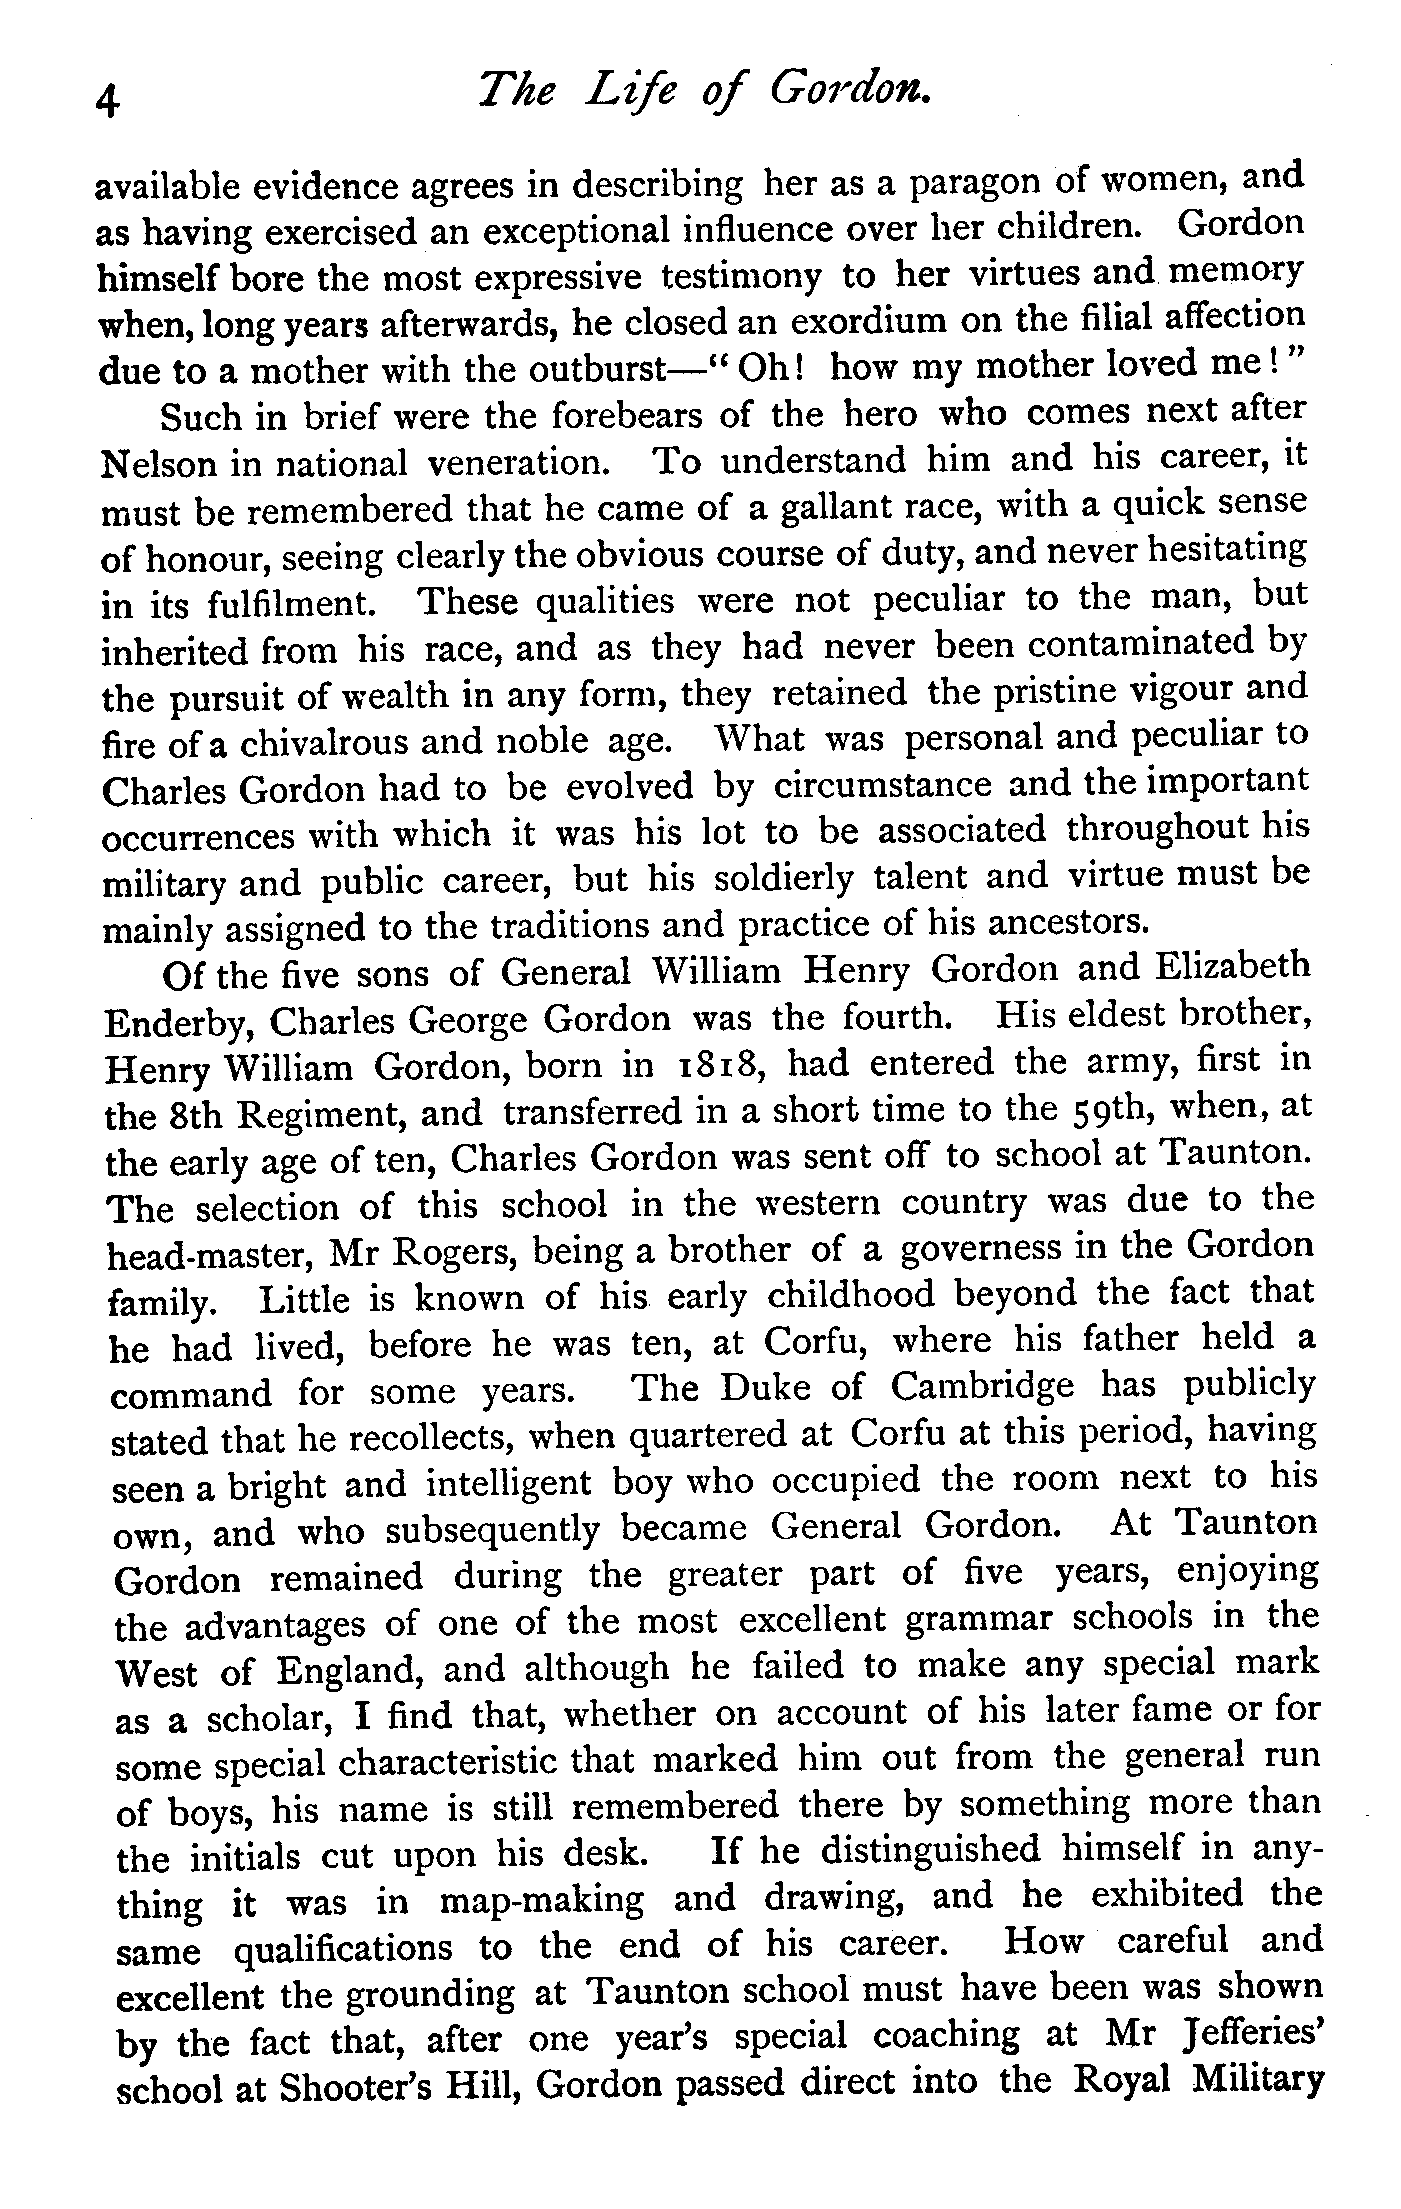 4 The Life of Gordon.
available evidence agrees in describing her as a paragon of women, and
as having exercised an exceptional influence over her children. Gordon
himself bore the most expressive testimony to her virtues and memory
when, long years afterwards, he closed an exordium on the filial affection
due to a mother with the outburst—“ Oh! how my mother loved me ! ”
Such in brief were the forebears of the hero who comes next after
Nelson in national veneration. To understand him and his career, it
must be remembered that he came of a gallant race, with a quick sense
of honour, seeing clearly the obvious course of duty, and never hesitating
in its fulfilment. These qualities were not peculiar to the man, but
inherited from his race, and as they had never been contaminated by
the pursuit of wealth in any form, they retained the pristine vigour and
fire of a chivalrous and noble age. What was personal and peculiar to
Charles Gordon had to be evolved by circumstance and the important
occurrences with which it was his lot to be associated throughout his
military and public career, but his soldierly talent and virtue must be
mainly assigned to the traditions and practice of his ancestors.
Of the five sons of General William Henry Gordon and Elizabeth
Enderby, Charles George Gordon was the fourth. His eldest brother,
Henry William Gordon, born in 1818, had entered the army, first in
the 8th Regiment, and transferred in a short time to the 59th, when, at
the early age of ten, Charles Gordon was sent off to school at Taunton.
The selection of this school in the western country was due to the
head-master, Mr Rogers, being a brother of a governess in the Gordon
family. Little is known of his early childhood beyond the fact that
he had lived, before he was ten, at Corfu, where his father held a
command for some years. The Duke of Cambridge has publicly
stated that he recollects, when quartered at Corfu at this period, having
seen a bright and intelligent boy who occupied the room next to his
own, and who subsequently became General Gordon. At Taunton
Gordon remained during the greater part of five years, enjoying
the advantages of one of the most excellent grammar schools in the
West of England, and although he failed to make any special mark
as a scholar, I find that, whether on account of his later fame or for
some special characteristic that marked him out from the general run
of boys, his name is still remembered there by something more than
the initials cut upon his desk. If he distinguished himself in any-
thing it was in map-making and drawing, and he exhibited the
same qualifications to the end of his career. How careful and
excellent the grounding at Taunton school must have been was shown
by the fact that, after one year’s special coaching at Mr Jefferies’
school at Shooter’s Hill, Gordon passed direct into the Royal Military